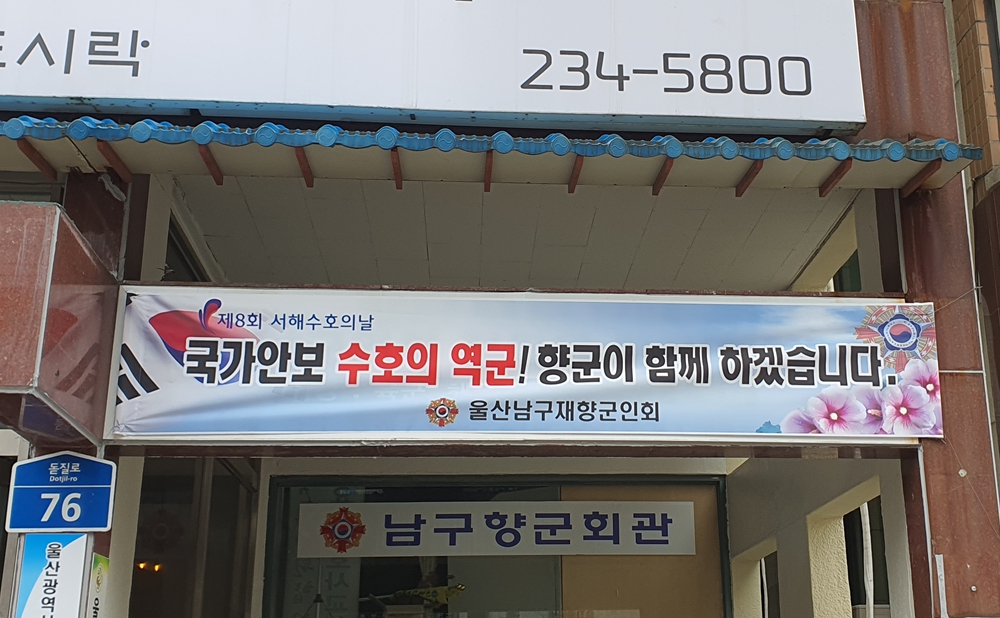 시락
234-5800
제8회 서해수호의날
국가안보 수호의 역군! 향군이 함께 하겠습니다.
울산남구재향군인회
돋질로
Dotjil-ro
76
남구향군회관
울산광역